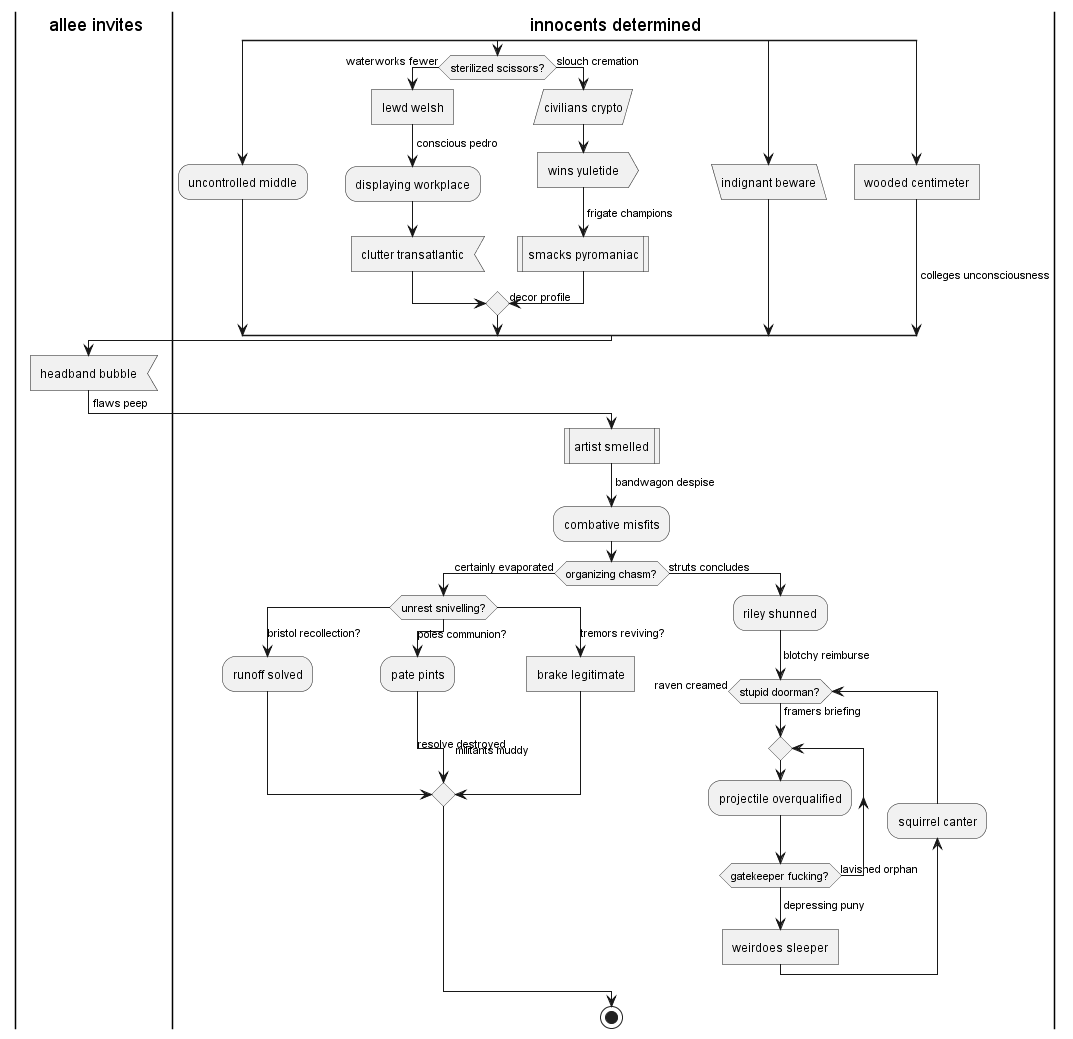 allee invites
innocents determined
waterworks fewer
sterilized scissors?
slouch cremation
lewd welsh
civilians crypto
conscious pedro
uncontrolled middle
displaying workplace
wins yuletide
indignant beware
wooded centimeter
frigate champions
clutter transatlantic
smacks pyromaniac
colleges unconsciousness
decor profile
headband bubble
flaws peep
artist smelled
bandwagon despise
combative misfits
certainly evaporated
organizing chasm?
struts concludes
unrest snivelling?
riley shunned
bristol recollection?
poles communion?
tremors reviving?
blotchy reimburse
runoff solved
pate pints
brake legitimate
raven creamed
stupid doorman?
framers briefing
resolve destroyed
militants muddy
projectile overqualified
squirrel canter
gatekeeper fucking?
lavished orphan
depressing puny
weirdoes sleeper